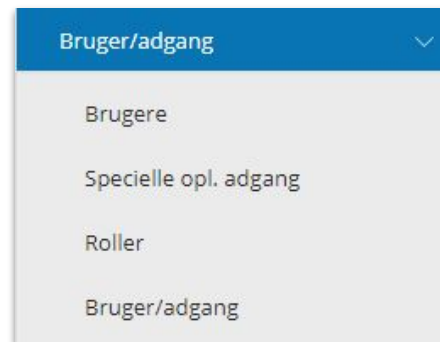 Bruger/adgang
Brugere
Specielle opl. adgang
Roller
Bruger/adgang